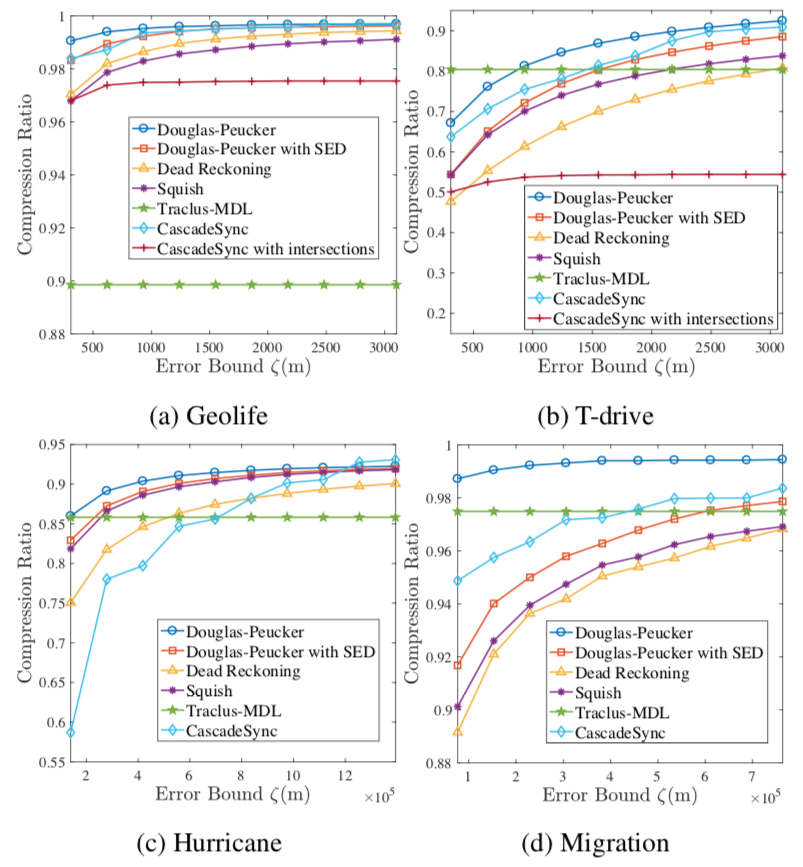 1
0.98
0.96
0.94
0.92
0.9
0.88
Compression Ratio
Douglas-Peucker
Douglas-Peucker with SED
Dead Reckoning
Squish
Traclus-MDL
CascadeSync
CascadeSync with intersections
500 1000 1500 2000 2500 3000
Error Bound ζ(m)
(a) Geolife
0.9
0.8
0.7
0.6
0.5
0.4
0.3
0.2
Compression Ratio
Douglas-Peucker
Douglas-Peucker with SED
Dead Reckoning
Squish
Traclus-MDL
CascadeSync
CascadeSync with intersections
500 1000 1500 2000 2500 3000
Error Bound ζ(m)
(b) T-drive
0.95
0.9
0.85
0.8
0.75
0.7
0.65
0.6
0.55
Compression Ratio
Douglas-Peucker
Douglas-Peucker with SED
Dead Reckoning
Squish
Traclus-MDL
CascadeSync
2 4 6 8 10 12
Error Bound ζ(m) ×10⁵
(c) Hurricane
1
0.98
0.96
0.94
0.92
0.9
0.88
Compression Ratio
Douglas-Peucker
Douglas-Peucker with SED
Dead Reckoning
Squish
Traclus-MDL
CascadeSync
1 2 3 4 5 6 7
Error Bound ζ(m) ×10⁵
(d) Migration